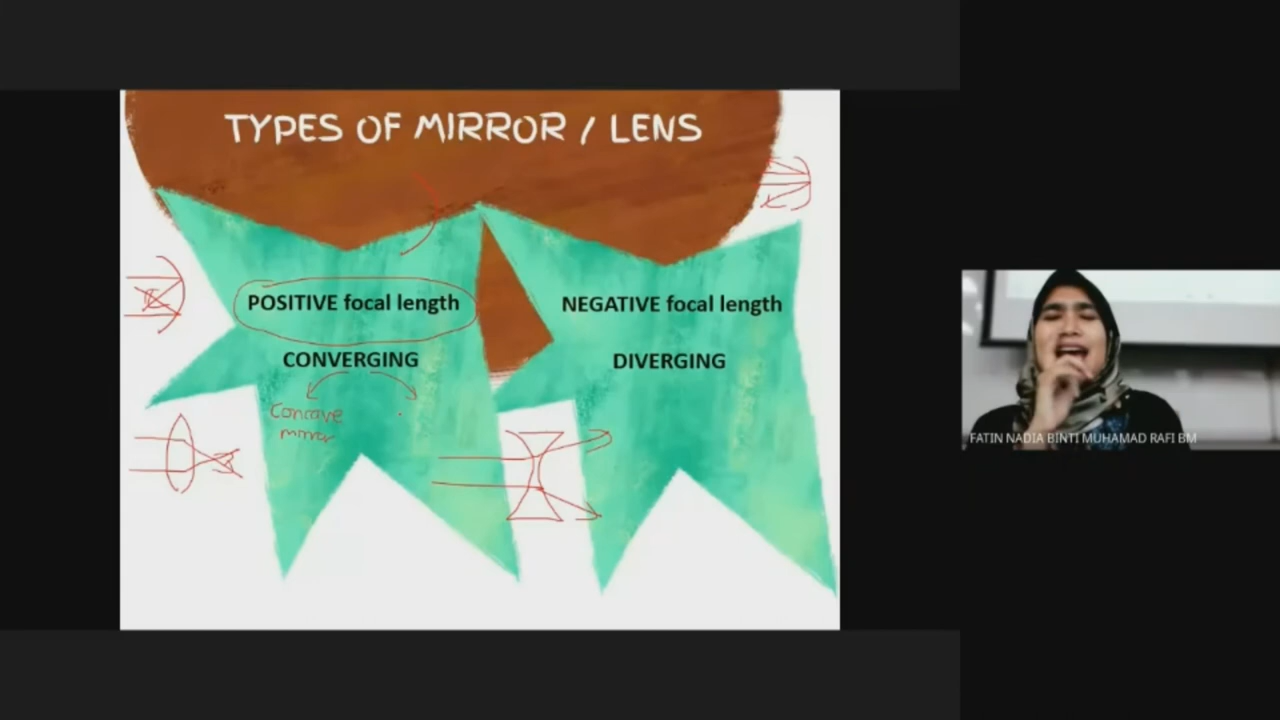 TYPES OF MIRROR / LENS
POSITIVE focal length
NEGATIVE focal length
CONVERGING
DIVERGING
Concave
mirror
FATIN NADIA BINTI MUHAMAD RAFI BM